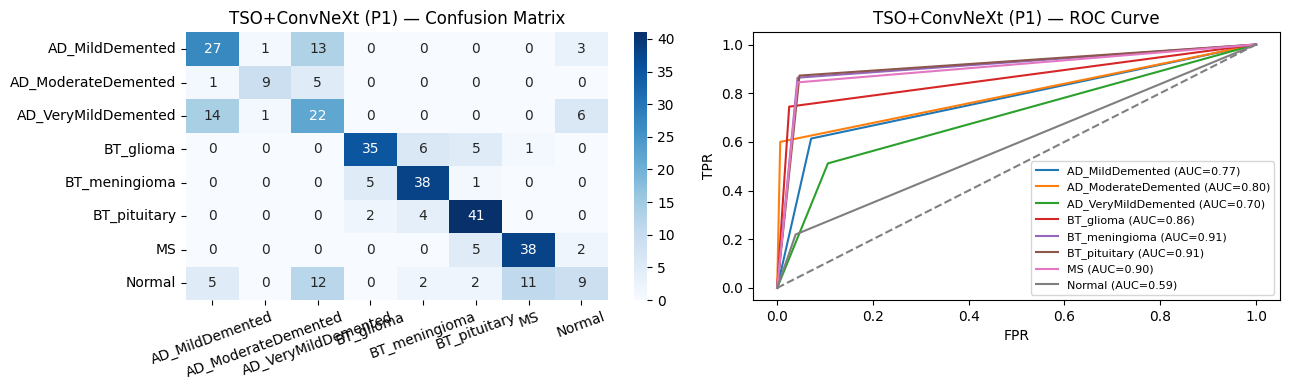 TSO+ConvNeXt (P1) — Confusion Matrix
AD_MildDemented 27 1 13 0 0 0 0 3
AD_ModerateDemented 1 9 5 0 0 0 0 0
AD_VeryMildDemented 14 1 22 0 0 0 0 6
BT_glioma 0 0 0 35 6 5 1 0
BT_meningioma 0 0 0 5 38 1 0 0
BT_pituitary 0 0 0 2 4 41 0 0
MS 0 0 0 0 0 5 38 2
Normal 5 0 12 0 2 2 11 9
AD_MildDemented
AD_ModerateDemented
AD_VeryMildDemented
BT_glioma
BT_meningioma
BT_pituitary
MS
Normal
40
35
30
25
20
15
10
5
0
TSO+ConvNeXt (P1) — ROC Curve
TPR
1.0
0.8
0.6
0.4
0.2
0.0
AD_MildDemented (AUC=0.77)
AD_ModerateDemented (AUC=0.80)
AD_VeryMildDemented (AUC=0.70)
BT_glioma (AUC=0.86)
BT_meningioma (AUC=0.91)
BT_pituitary (AUC=0.91)
MS (AUC=0.90)
Normal (AUC=0.59)
0.0 0.2 0.4 0.6 0.8 1.0
FPR